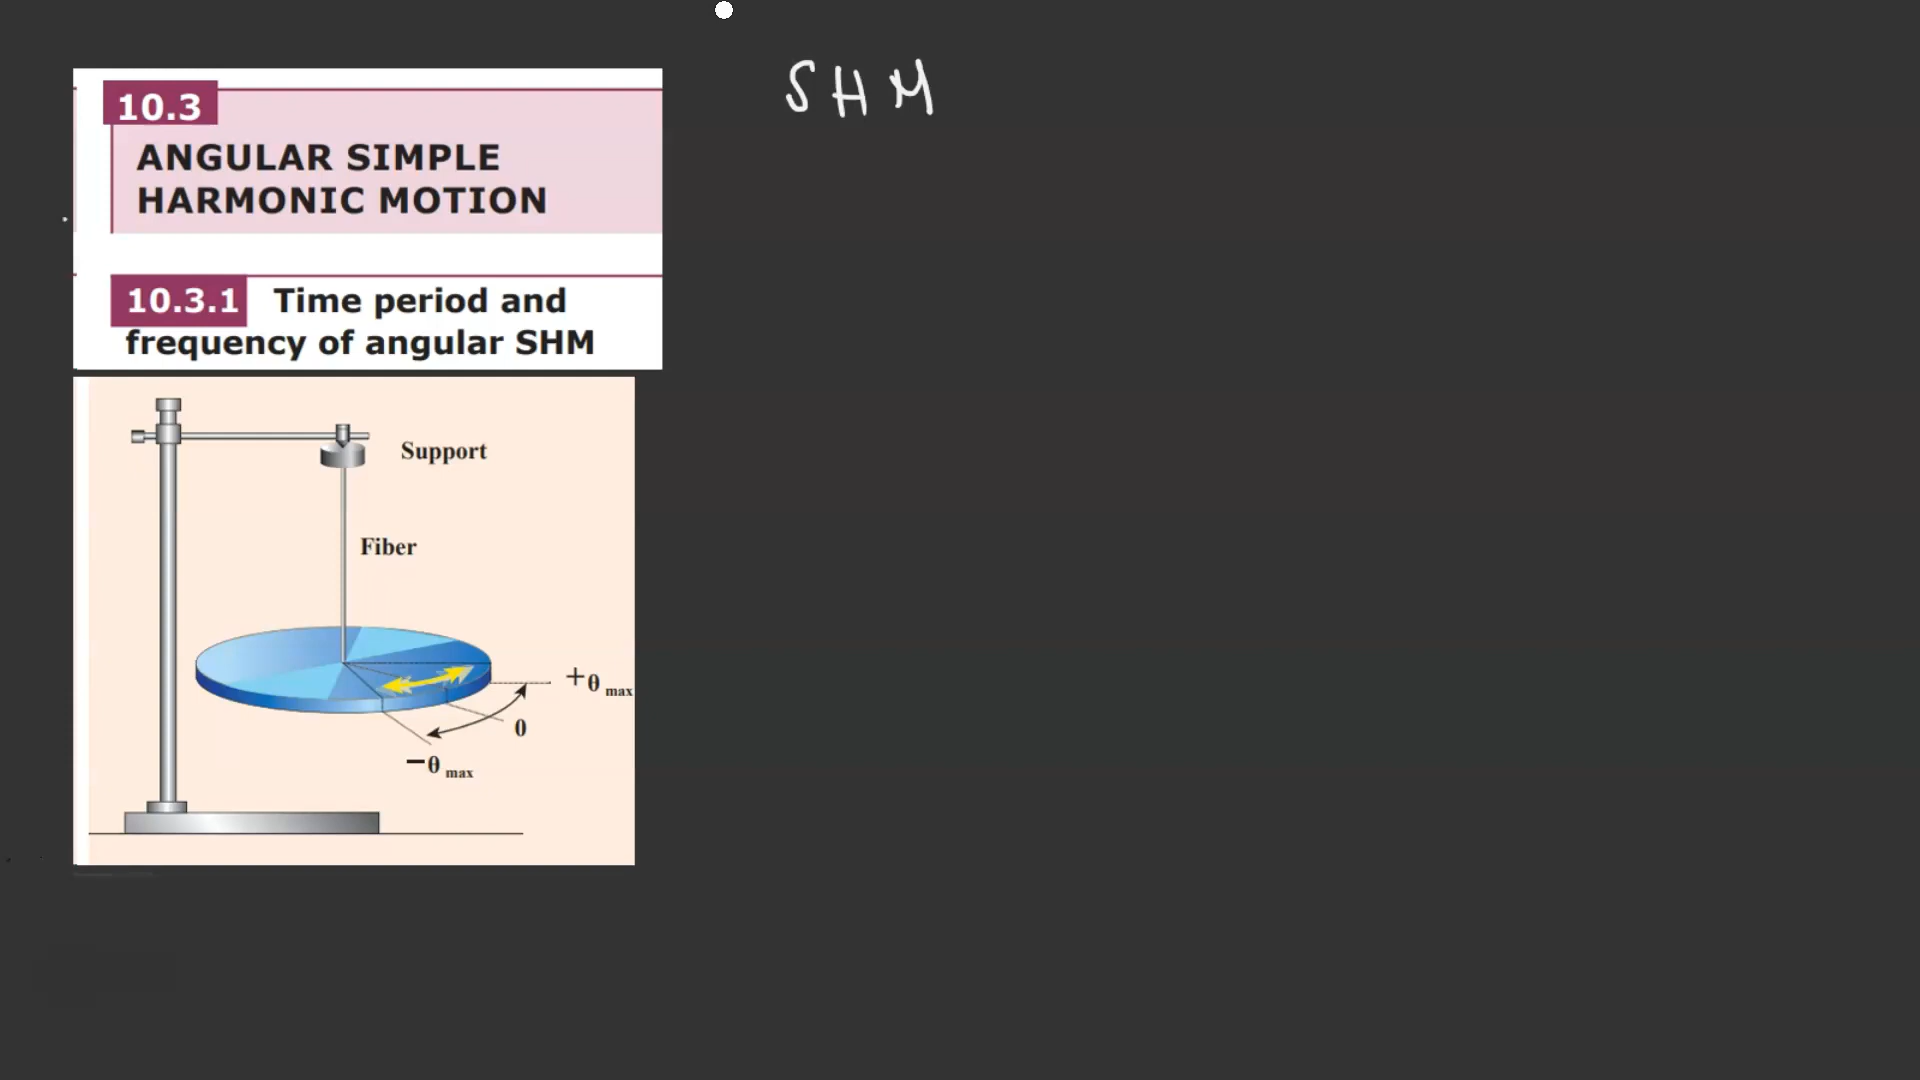 SHM
10.3
ANGULAR SIMPLE
HARMONIC MOTION
10.3.1 Time period and
frequency of angular SHM
Support
Fiber
+θ max
0
−θ max